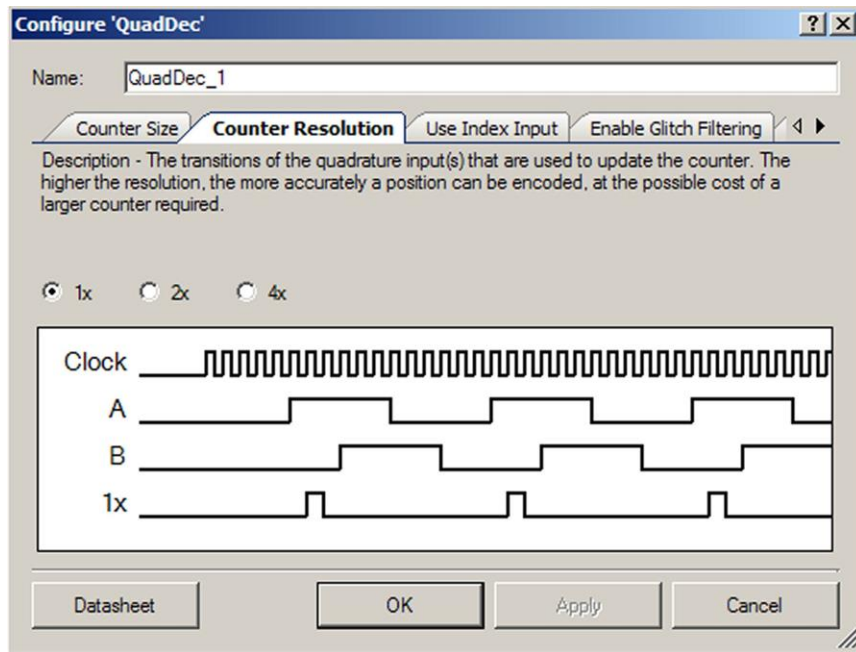 Configure 'QuadDec'
Name: QuadDec_1
Counter Size Counter Resolution Use Index Input Enable Glitch Filtering
Description - The transitions of the quadrature input(s) that are used to update the counter. The
higher the resolution, the more accurately a position can be encoded, at the possible cost of a
larger counter required.
1x 2x 4x
Clock
A
B
1x
Datasheet OK Apply Cancel